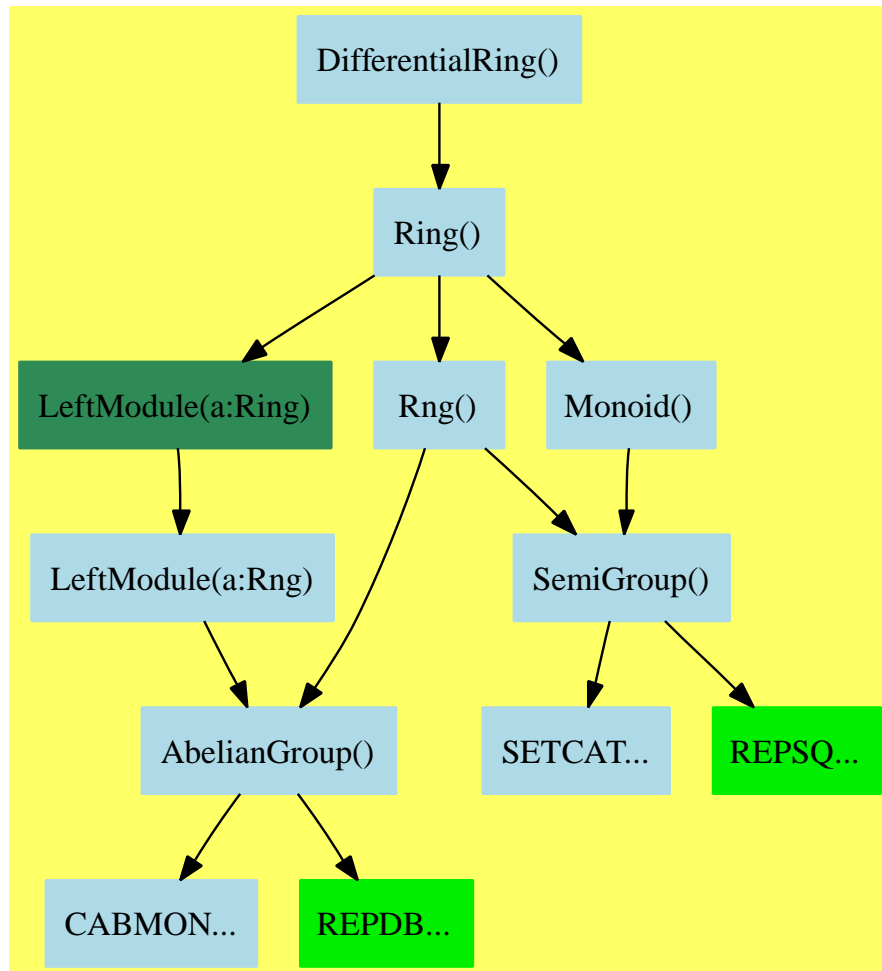 DifferentialRing()
Ring()
LeftModule(a:Ring)
Rng()
Monoid()
LeftModule(a:Rng)
SemiGroup()
AbelianGroup()
SETCAT...
REPSQ...
CABMON...
REPDB...